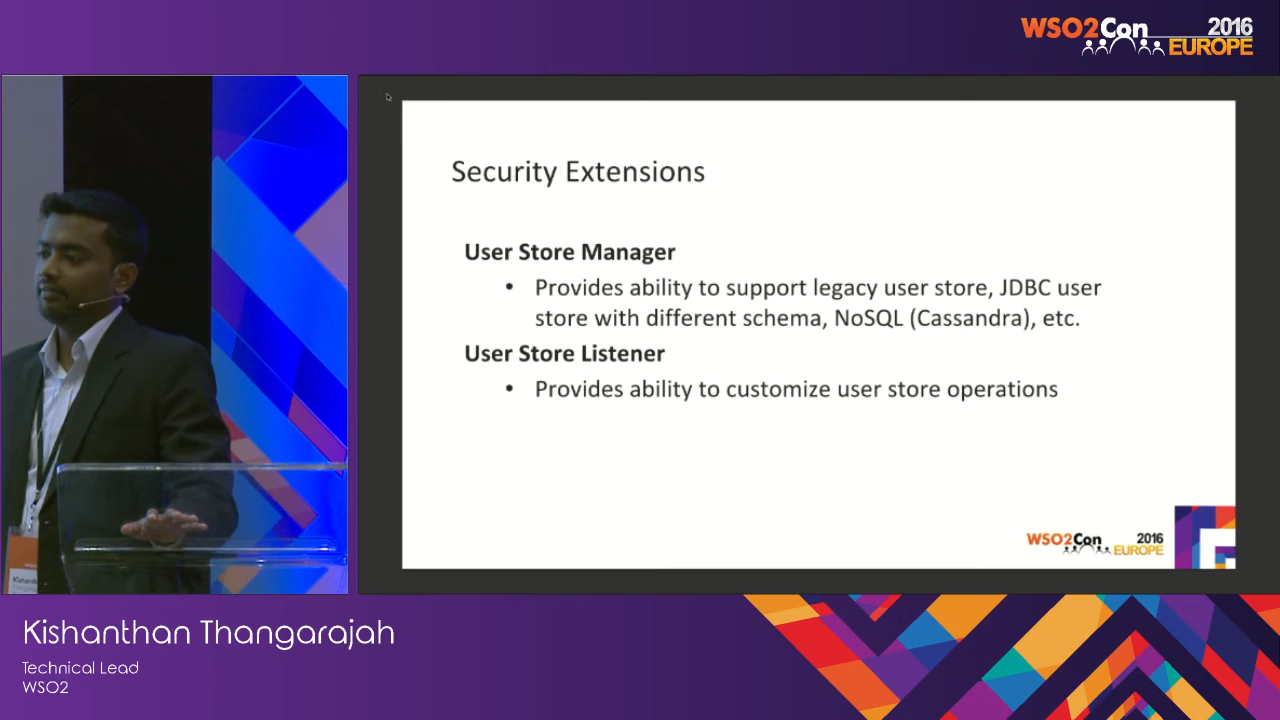 WSO2Con 2016
EUROPE
Security Extensions
User Store Manager
• Provides ability to support legacy user store, JDBC user
store with different schema, NoSQL (Cassandra), etc.
User Store Listener
• Provides ability to customize user store operations
WSO2Con 2016
EUROPE
Kishanthan Thangarajah
Technical Lead
WSO2